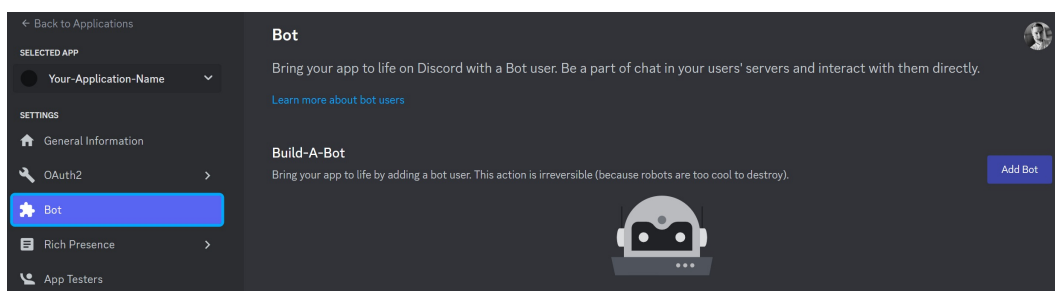 ← Back to Applications
SELECTED APP
Your-Application-Name
SETTINGS
General Information
OAuth2
Bot
Rich Presence
App Testers
Bot
Bring your app to life on Discord with a Bot user. Be a part of chat in your users' servers and interact with them directly.
Learn more about bot users
Build-A-Bot
Bring your app to life by adding a bot user. This action is irreversible (because robots are too cool to destroy).
Add Bot